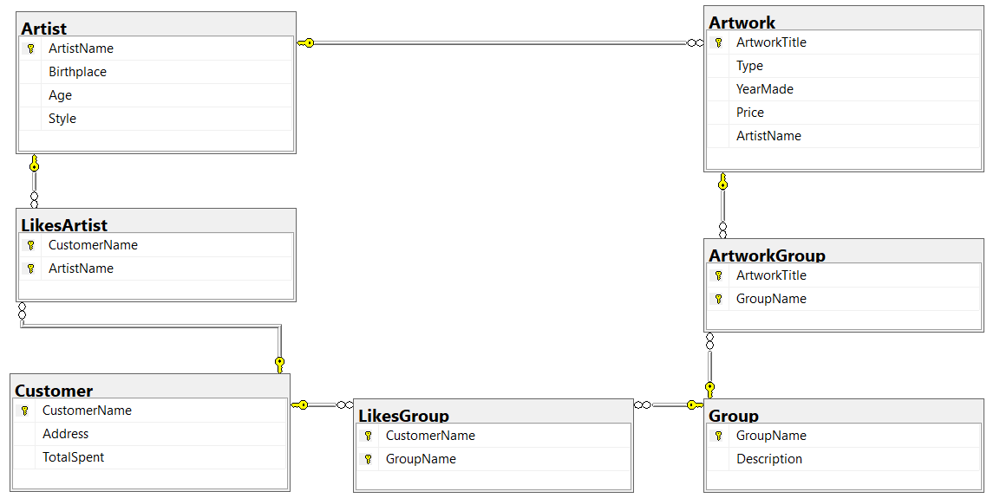 Artist
ArtistName
Birthplace
Age
Style
Artwork
ArtworkTitle
Type
YearMade
Price
ArtistName
LikesArtist
CustomerName
ArtistName
ArtworkGroup
ArtworkTitle
GroupName
Customer
CustomerName
Address
TotalSpent
LikesGroup
CustomerName
GroupName
Group
GroupName
Description